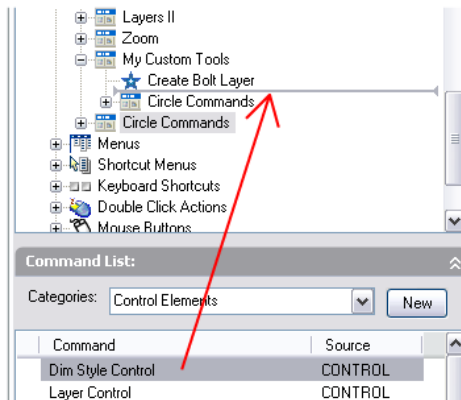 Layers II
Zoom
My Custom Tools
Create Bolt Layer
Circle Commands
Circle Commands
Menus
Shortcut Menus
Keyboard Shortcuts
Double Click Actions
Mouse Buttons
Command List:
Categories: Control Elements New
Command Source
Dim Style Control CONTROL
Layer Control CONTROL